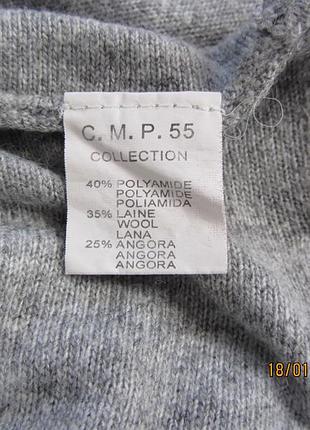 C. M. P. 55
COLLECTION
40% POLYAMIDE
POLYAMIDE
POLIAMIDA
35% LAINE
WOOL
LANA
25% ANGORA
ANGORA
ANGORA
18/01